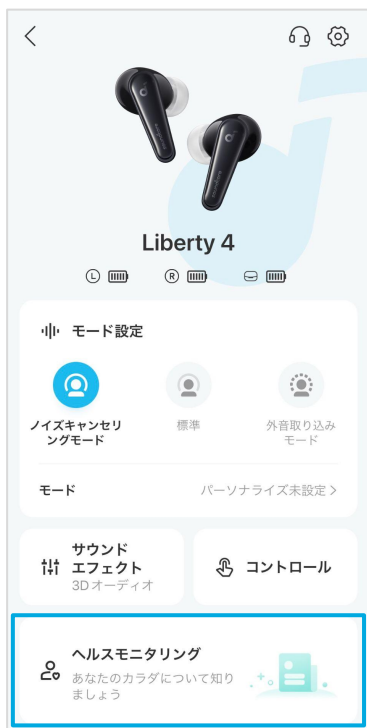 Liberty 4
L
R
モード設定
ノイズキャンセリ
ングモード
標準
外音取り込み
モード
モード
パーソナライズ未設定
サウンド
エフェクト
3Dオーディオ
コントロール
ヘルスモニタリング
あなたのカラダについて知り
ましょう